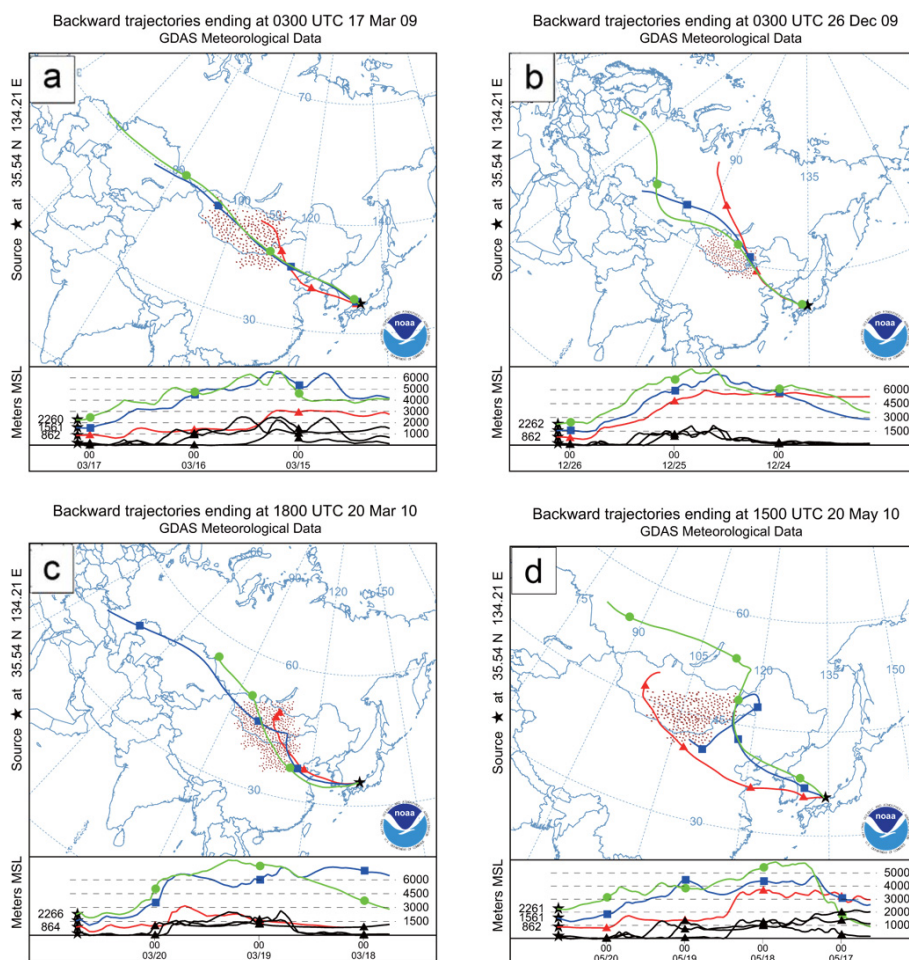 Backward trajectories ending at 0300 UTC 17 Mar 09
GDAS Meteorological Data
a
Source ★ at 35.54 N 134.21 E
70
120
30
noaa
Meters MSL
6000
5000
4000
3000
2000
1000
2260
1561
862
00 00 00
03/17 03/16 03/15
Backward trajectories ending at 0300 UTC 26 Dec 09
GDAS Meteorological Data
b
Source ★ at 35.54 N 134.21 E
90
135
noaa
Meters MSL
6000
4500
3000
1500
2262
862
00 00 00
12/26 12/25 12/24
Backward trajectories ending at 1800 UTC 20 Mar 10
GDAS Meteorological Data
c
Source ★ at 35.54 N 134.21 E
60
90
120
150
60
30
noaa
Meters MSL
6000
4500
3000
1500
2266
864
00 00 00
03/20 03/19 03/18
Backward trajectories ending at 1500 UTC 20 May 10
GDAS Meteorological Data
d
Source ★ at 35.54 N 134.21 E
75
90
105
120
60
135
150
30
noaa
Meters MSL
5000
4000
3000
2000
1000
2261
1561
862
00 00 00 00
05/20 05/19 05/18 05/17